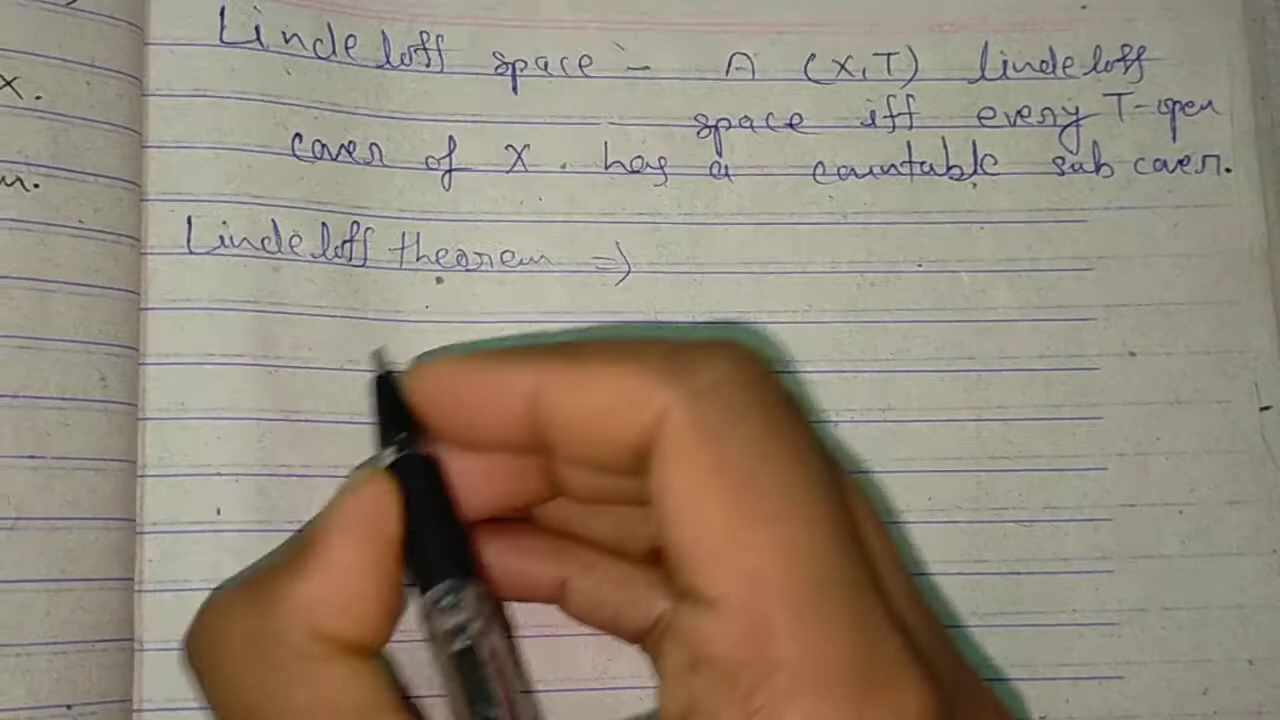 x.
Lindeloff space :- A (X,T) lindeloff
space iff every T-open
cover of X. has a countable sub cover.
n.
Lindeloff theorem ⇒